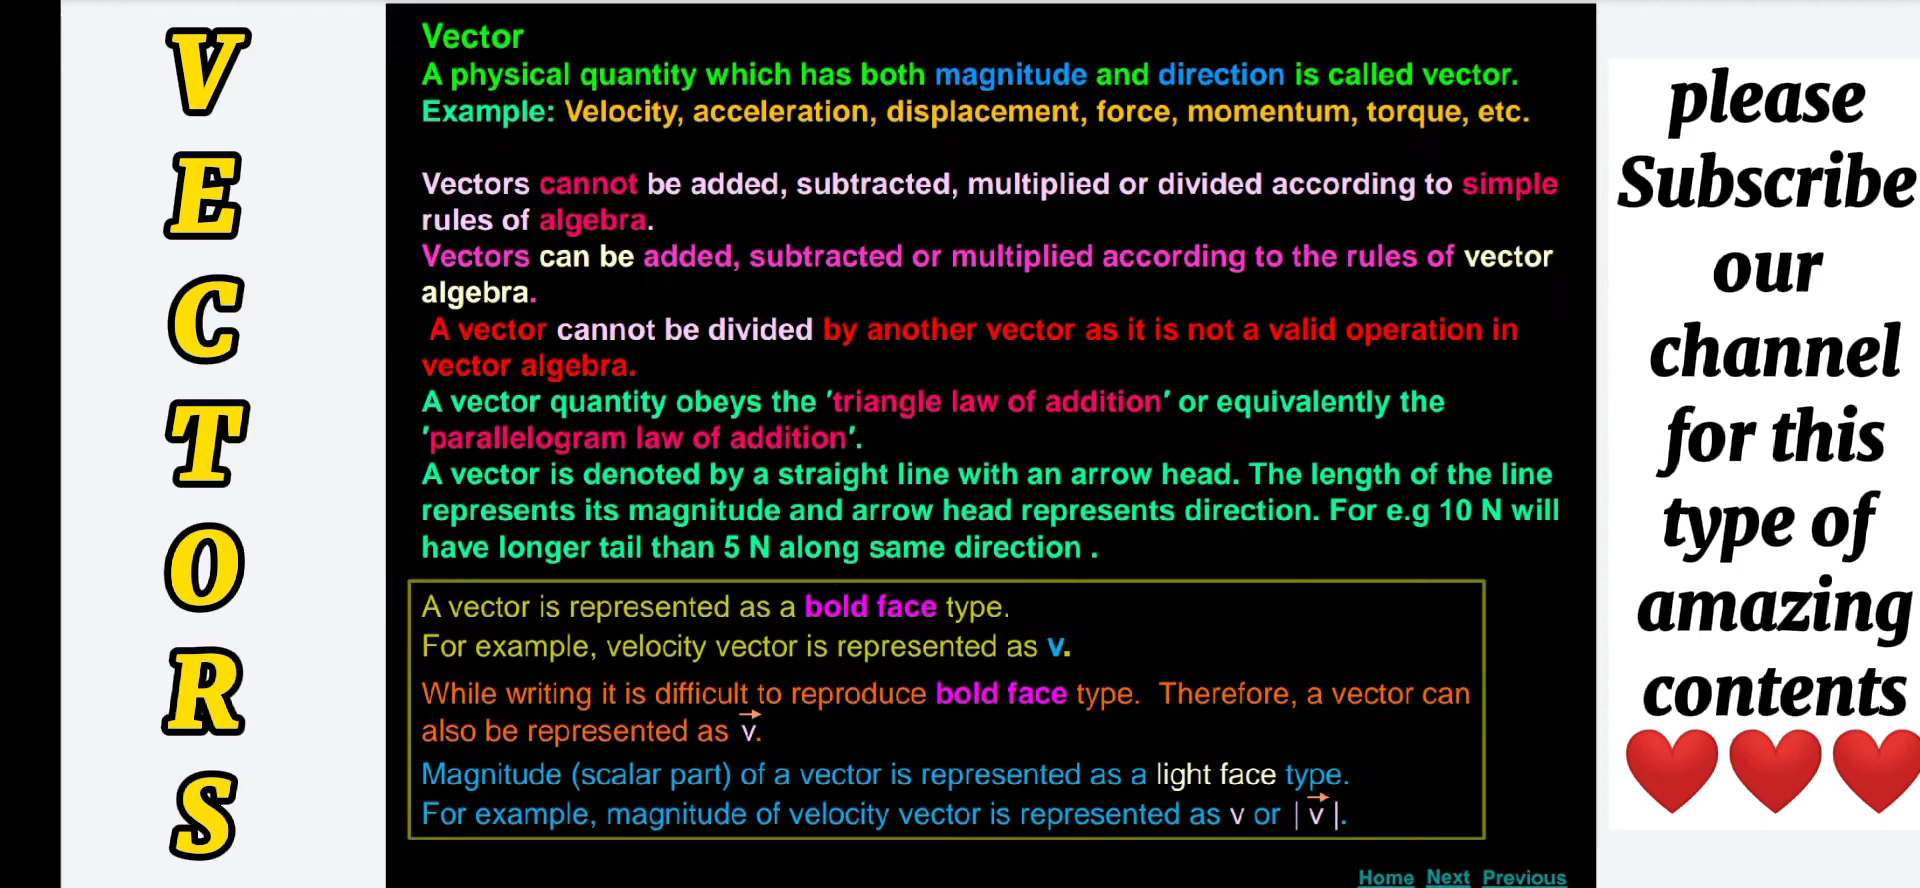 VECTORS
Vector
A physical quantity which has both magnitude and direction is called vector.
Example: Velocity, acceleration, displacement, force, momentum, torque, etc.
Vectors cannot be added, subtracted, multiplied or divided according to simple
rules of algebra.
Vectors can be added, subtracted or multiplied according to the rules of vector
algebra.
A vector cannot be divided by another vector as it is not a valid operation in
vector algebra.
A vector quantity obeys the ′triangle law of addition′ or equivalently the
′parallelogram law of addition′.
A vector is denoted by a straight line with an arrow head. The length of the line
represents its magnitude and arrow head represents direction. For e.g 10 N will
have longer tail than 5 N along same direction .
A vector is represented as a bold face type.
For example, velocity vector is represented as v.
While writing it is difficult to reproduce bold face type. Therefore, a vector can
also be represented as v⃗.
Magnitude (scalar part) of a vector is represented as a light face type.
For example, magnitude of velocity vector is represented as v or | v⃗ |.
Home Next Previous
please
Subscribe
our
channel
for this
type of
amazing
contents